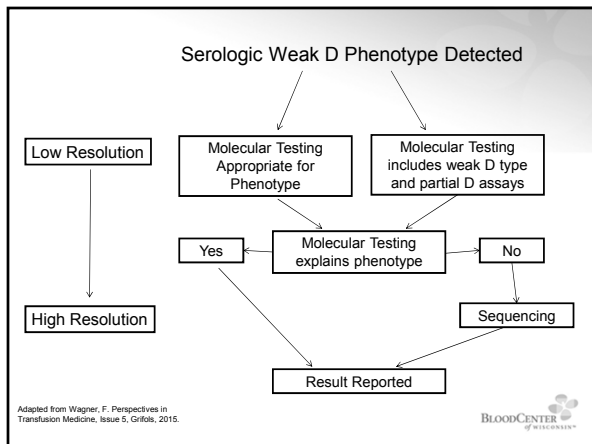 Serologic Weak D Phenotype Detected
Low Resolution
Molecular Testing
Appropriate for
Phenotype
Molecular Testing
includes weak D type
and partial D assays
Yes
Molecular Testing
explains phenotype
No
High Resolution
Sequencing
Result Reported
Adapted from Wagner, F. Perspectives in
Transfusion Medicine, Issue 5, Grifols, 2015.
BLOODCENTER
of WISCONSIN™